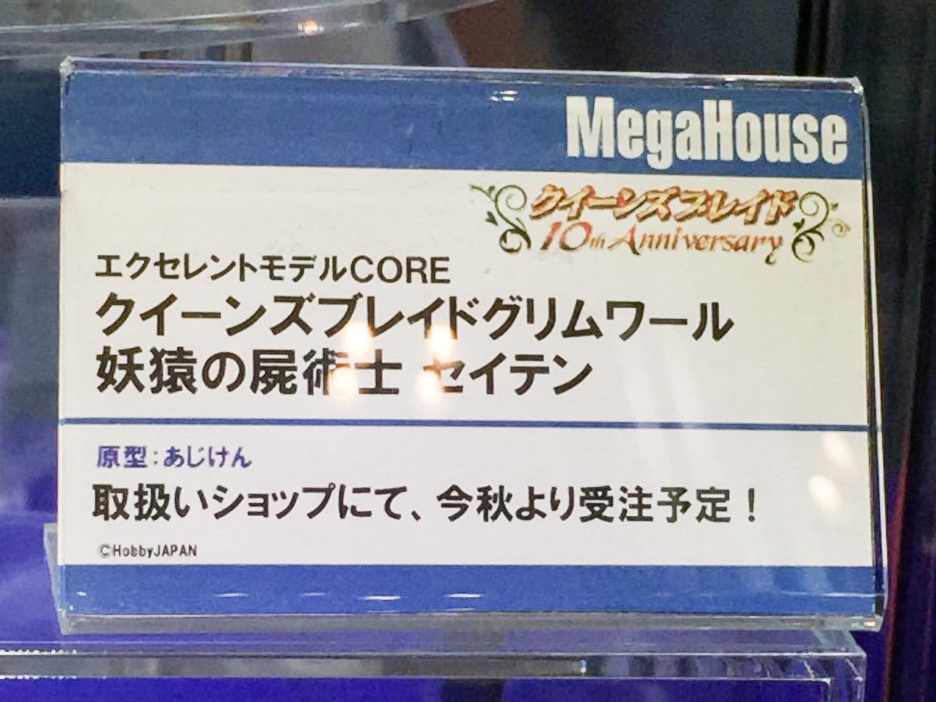 MegaHouse
クイーンズブレイド
10th Anniversary
エクセレントモデルCORE
クイーンズブレイドグリムワール
妖猿の屍術士 セイテン
原型：あじけん
取扱いショップにて、今秋より受注予定！
©HobbyJAPAN